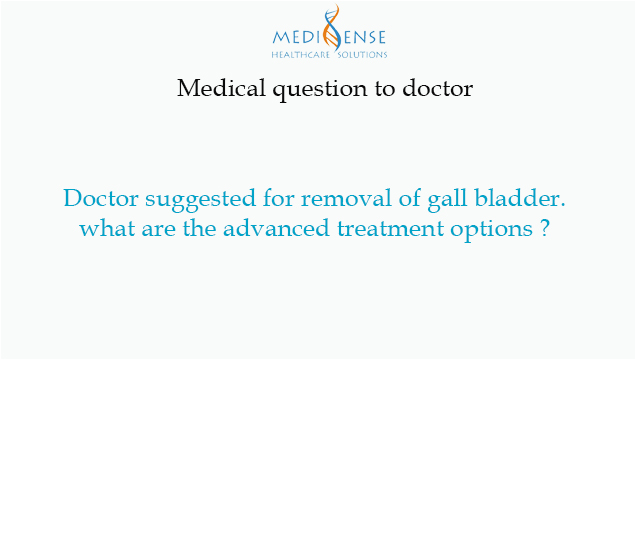 MEDISENSE
HEALTHCARE SOLUTIONS
Medical question to doctor
Doctor suggested for removal of gall bladder.
what are the advanced treatment options ?